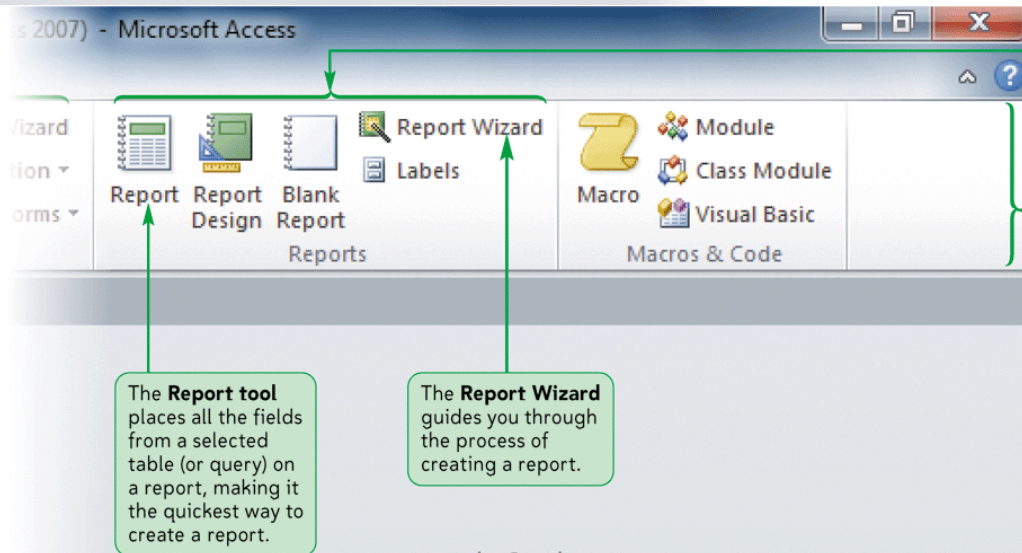 s 2007) - Microsoft Access
?
Wizard
tion
orms
Report
Report
Design
Blank
Report
Report Wizard
Labels
Reports
Macro
Module
Class Module
Visual Basic
Macros & Code
The Report tool
places all the fields
from a selected
table (or query) on
a report, making it
the quickest way to
create a report.
The Report Wizard
guides you through
the process of
creating a report.